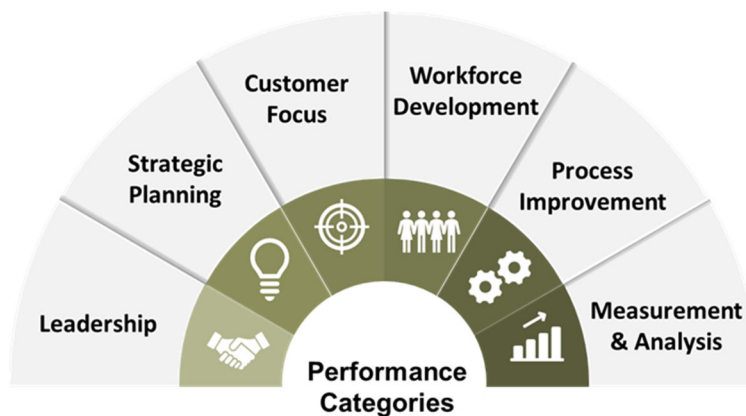 Leadership
Strategic
Planning
Customer
Focus
Workforce
Development
Process
Improvement
Measurement
& Analysis
Performance
Categories